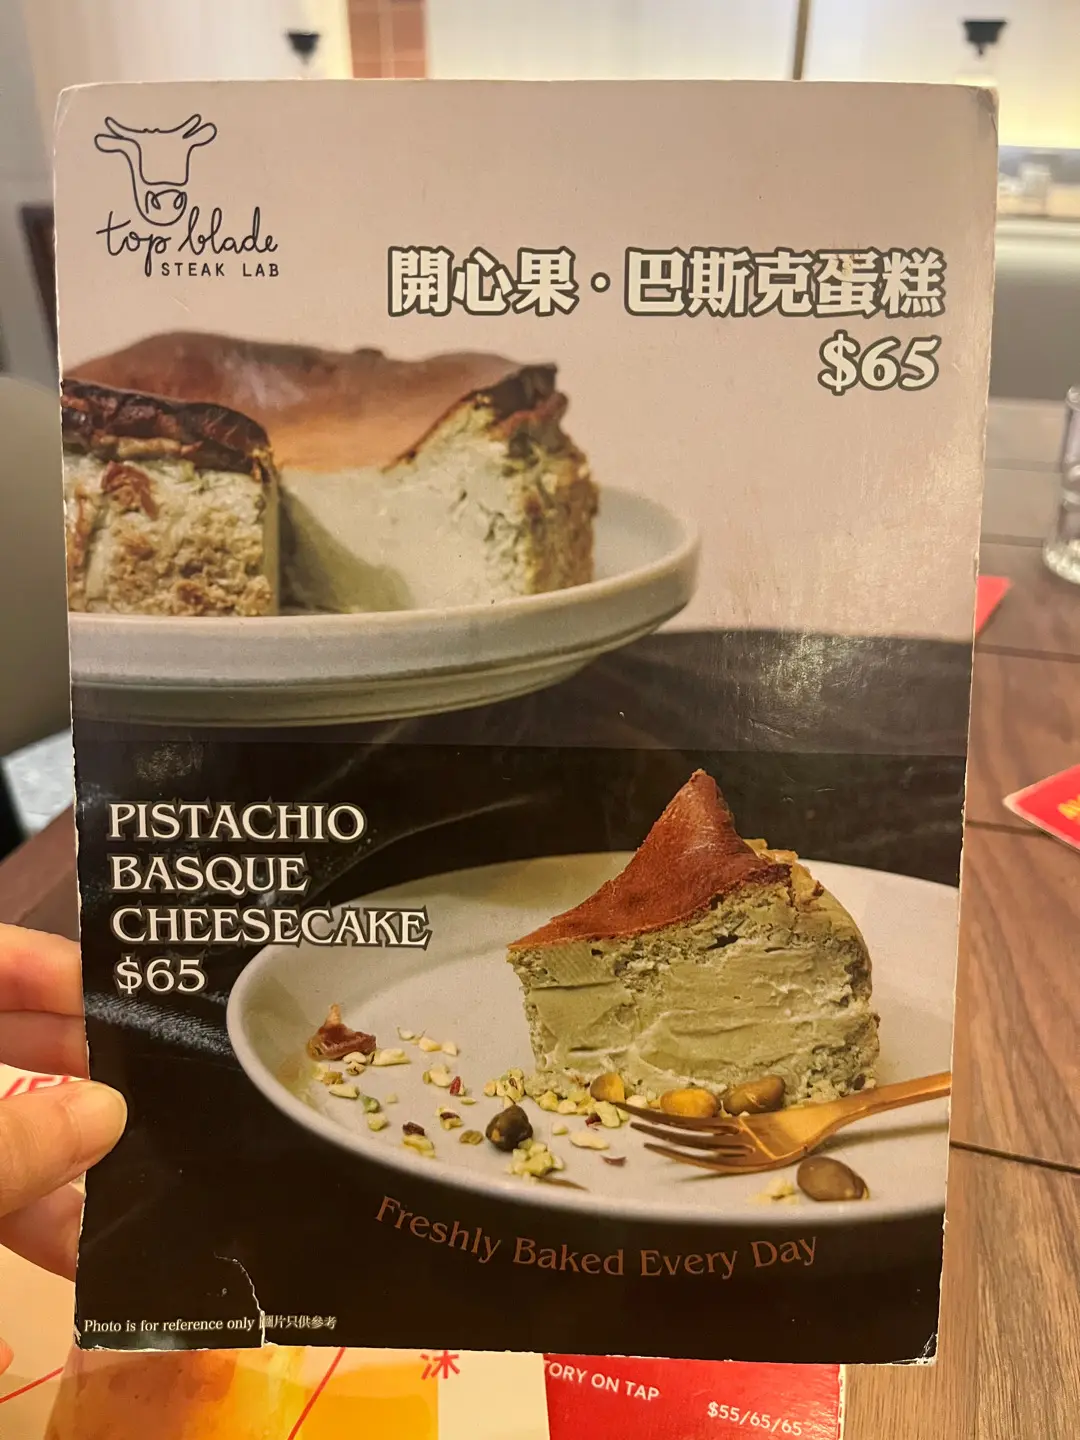 top blade
STEAK LAB
開心果·巴斯克蛋糕
$65
PISTACHIO
BASQUE
CHEESECAKE
$65
Freshly Baked Every Day
Photo is for reference only 圖片只供參考
TORY ON TAP
$55/65/65